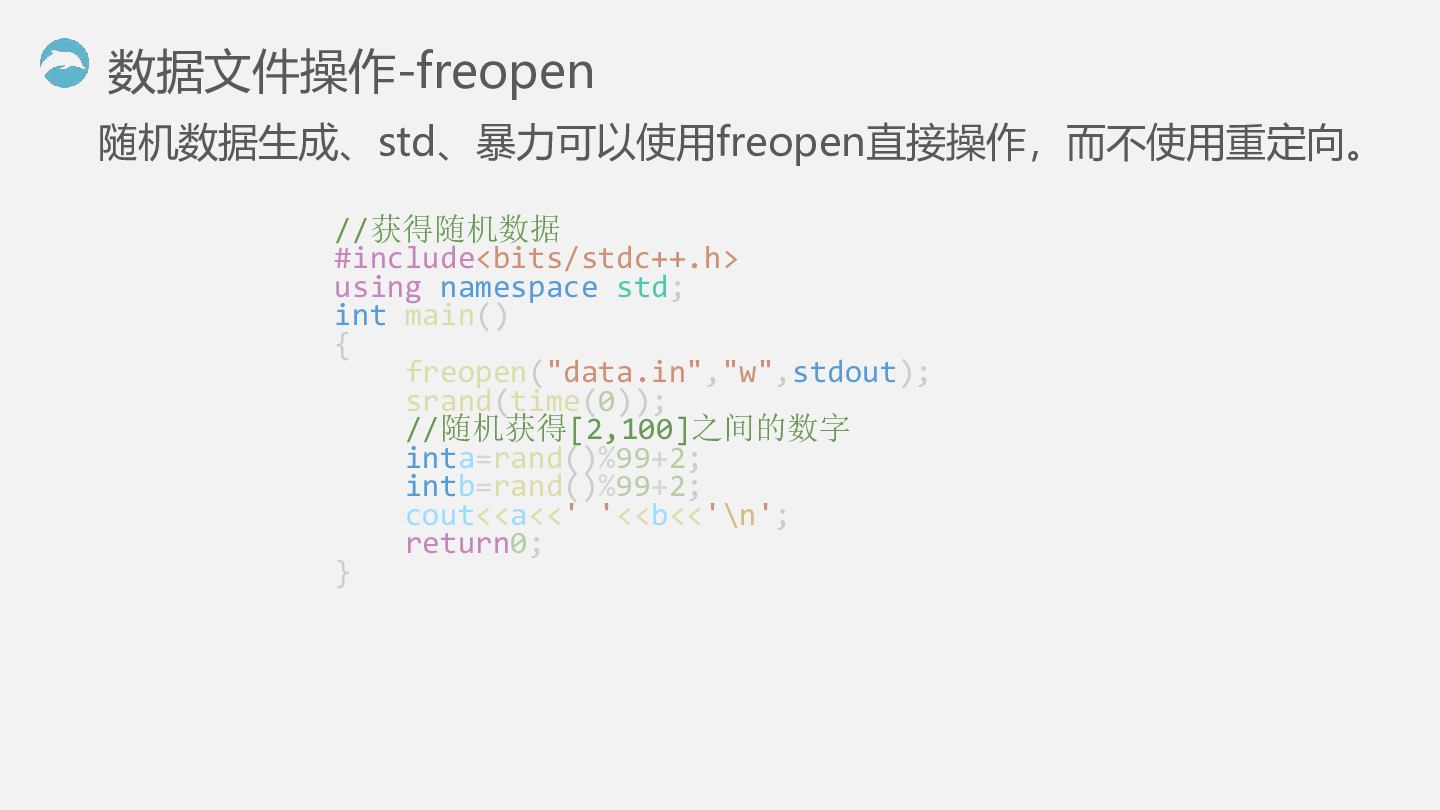 数据文件操作-freopen
随机数据生成、std、暴力可以使用freopen直接操作，而不使用重定向。
//获得随机数据
#include<bits/stdc++.h>
using namespace std;
int main()
{
    freopen("data.in","w",stdout);
    srand(time(0));
    //随机获得[2,100]之间的数字
    inta=rand()%99+2;
    intb=rand()%99+2;
    cout<<a<<' '<<b<<'\n';
    return0;
}